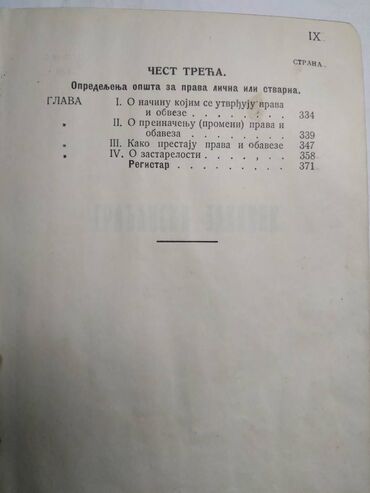 IX
СТРАНА
ЧЕСТ ТРЕЋА.
Опредељења општа за права лична или стварна.
ГЛАВА I. О начину којим се утврђују права
и обвезе . . . . . . . . 334
„ II. О преиначењу (промени) права и
обавеза . . . . . . . . 339
„ III. Како престају права и обавезе 347
„ IV. О застарелости . . . , . 358
Регистар . . . . . . . . . 371